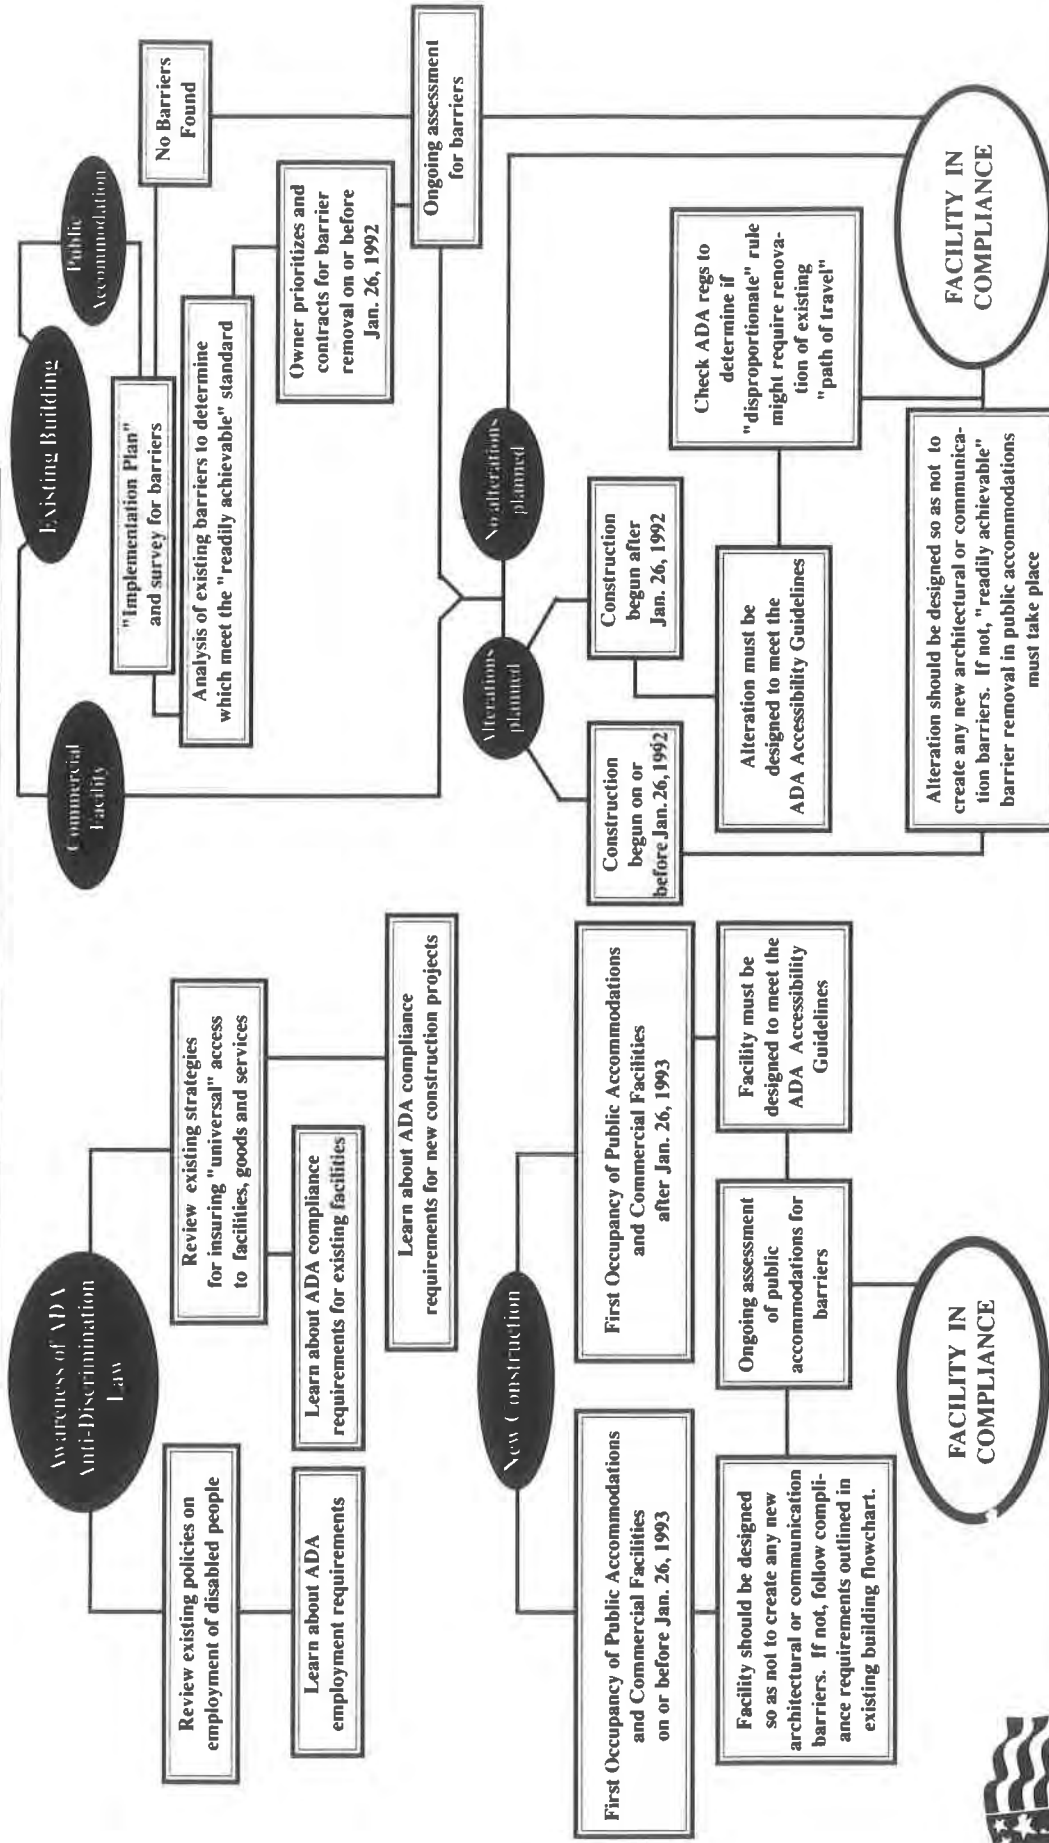 Awareness of ADA
Anti-Discrimination
Law
Review existing policies on
employment of disabled people
Learn about ADA
employment requirements
Review existing strategies
for insuring "universal" access
to facilities, goods and services
Learn about ADA compliance
requirements for existing facilities
Learn about ADA compliance
requirements for new construction projects
New Construction
First Occupancy of Public Accommodations
and Commercial Facilities
on or before Jan. 26, 1993
First Occupancy of Public Accommodations
and Commercial Facilities
after Jan. 26, 1993
Facility should be designed
so as not to create any new
architectural or communication
barriers. If not, follow compli-
ance requirements outlined in
existing building flowchart.
Ongoing assessment
of public
accommodations for
barriers
Facility must be
designed to meet the
ADA Accessibility
Guidelines
FACILITY IN
COMPLIANCE
Existing Building
Commercial
Facility
Public
Accommodation
"Implementation Plan"
and survey for barriers
No Barriers
Found
Analysis of existing barriers to determine
which meet the "readily achievable" standard
Owner prioritizes and
contracts for barrier
removal on or before
Jan. 26, 1992
Ongoing assessment
for barriers
Alterations
planned
No alterations
planned
Construction
begun on or
before Jan. 26, 1992
Construction
begun after
Jan. 26, 1992
Alteration must be
designed to meet the
ADA Accessibility Guidelines
Check ADA regs to
determine if
"disproportionate" rule
might require renova-
tion of existing
"path of travel"
Alteration should be designed so as not to
create any new architectural or communica-
tion barriers. If not, "readily achievable"
barrier removal in public accommodations
must take place
FACILITY IN
COMPLIANCE